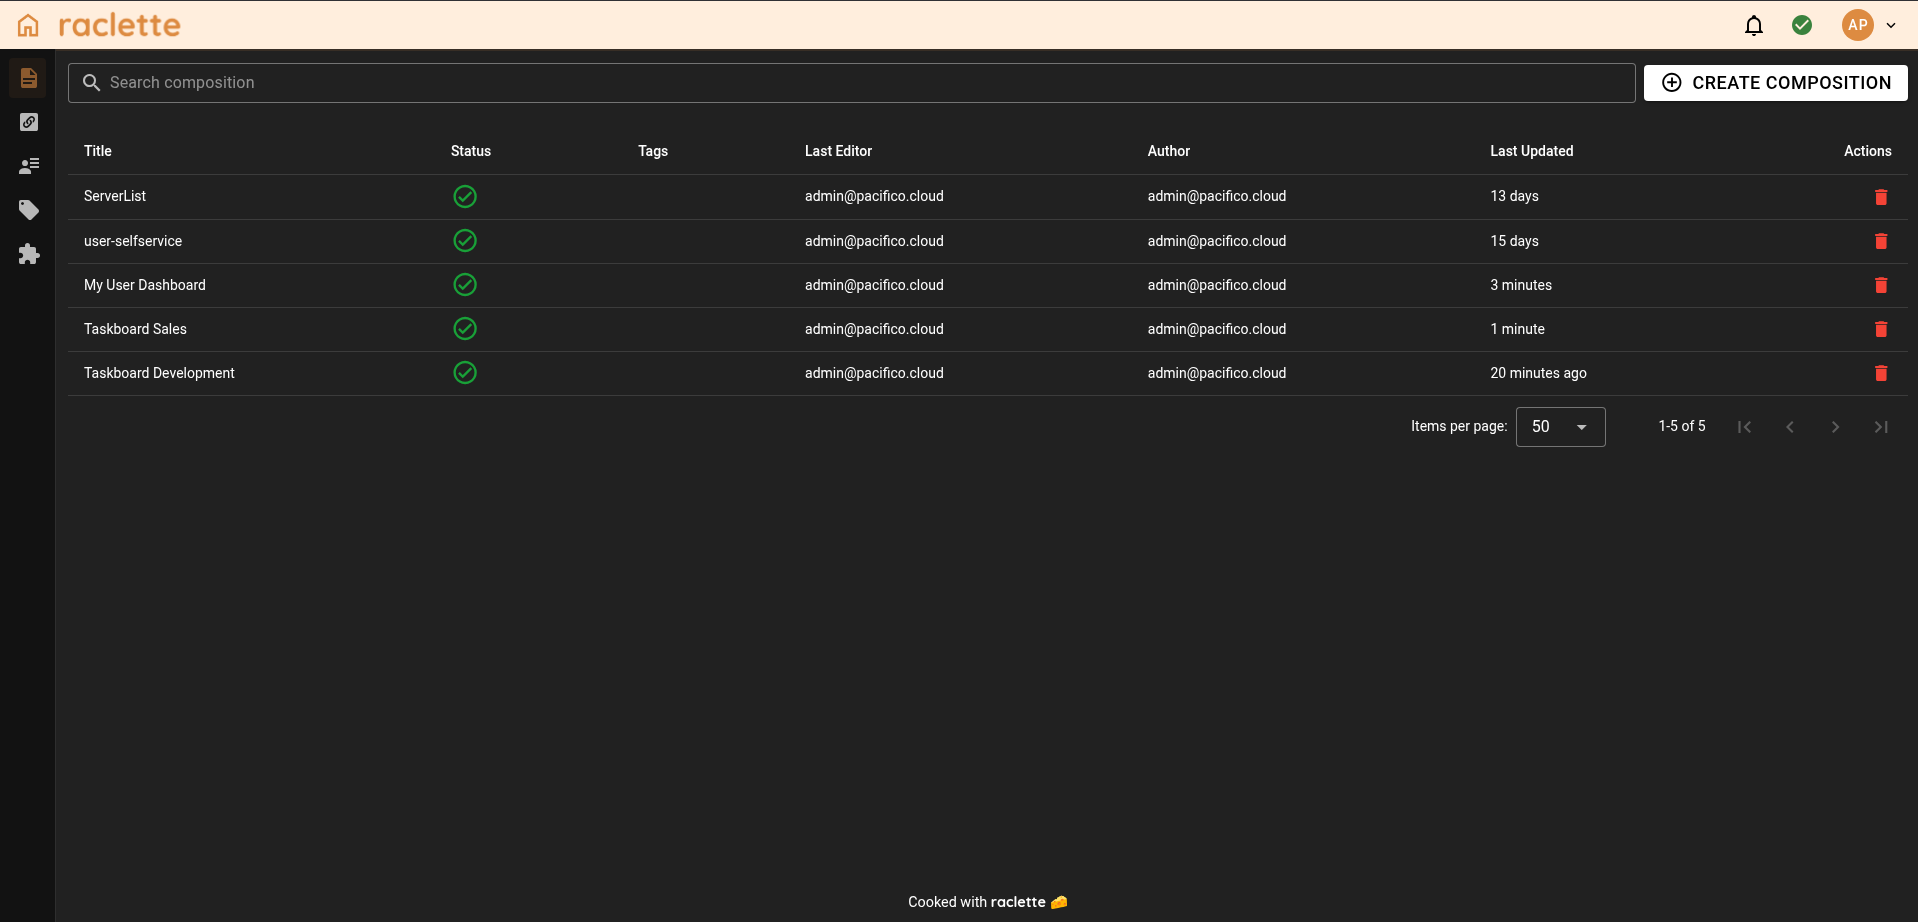 raclette
AP
Search composition
CREATE COMPOSITION
Title Status Tags Last Editor Author Last Updated Actions
ServerList admin@pacifico.cloud admin@pacifico.cloud 13 days
user-selfservice admin@pacifico.cloud admin@pacifico.cloud 15 days
My User Dashboard admin@pacifico.cloud admin@pacifico.cloud 3 minutes
Taskboard Sales admin@pacifico.cloud admin@pacifico.cloud 1 minute
Taskboard Development admin@pacifico.cloud admin@pacifico.cloud 20 minutes ago
Items per page: 50 1-5 of 5
Cooked with raclette 🧀